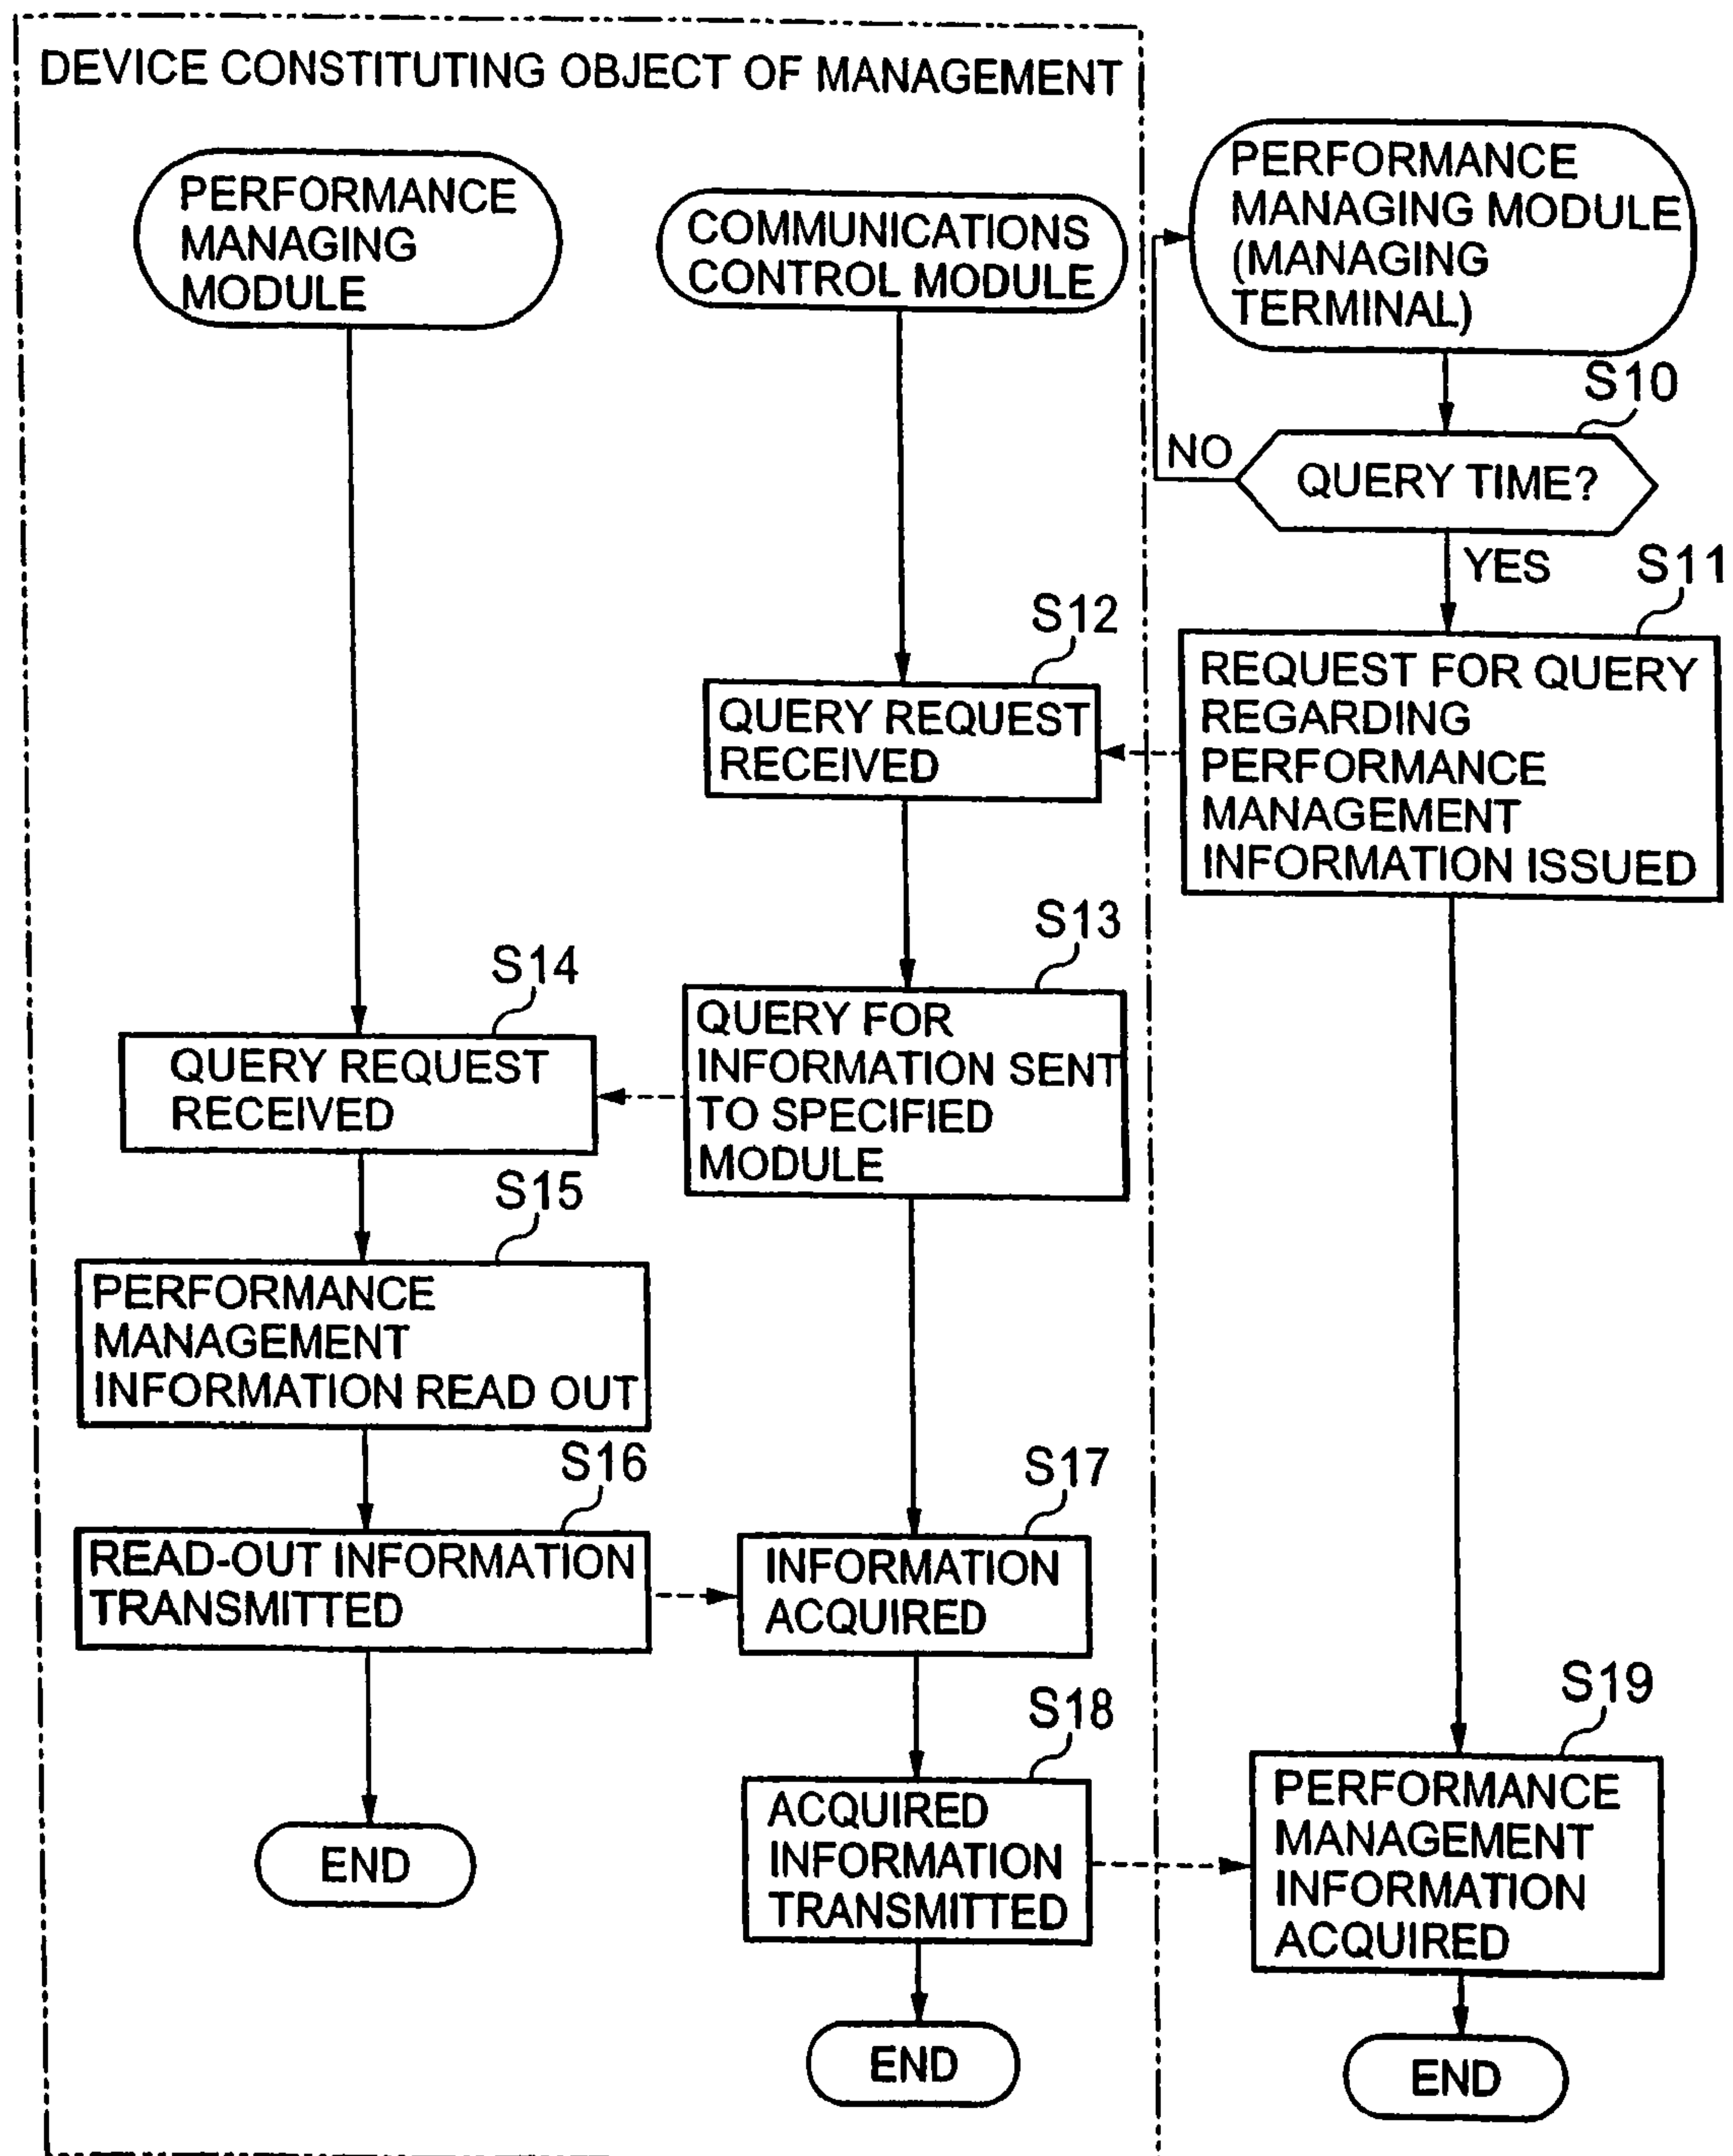 DEVICE CONSTITUTING OBJECT OF MANAGEMENT
PERFORMANCE
MANAGING
MODULE
COMMUNICATIONS
CONTROL MODULE
PERFORMANCE
MANAGING MODULE
(MANAGING
TERMINAL)
S10
NO
QUERY TIME?
YES
S11
REQUEST FOR QUERY
REGARDING
PERFORMANCE
MANAGEMENT
INFORMATION ISSUED
S12
QUERY REQUEST
RECEIVED
S13
QUERY FOR
INFORMATION SENT
TO SPECIFIED
MODULE
S14
QUERY REQUEST
RECEIVED
S15
PERFORMANCE
MANAGEMENT
INFORMATION READ OUT
S16
READ-OUT INFORMATION
TRANSMITTED
S17
INFORMATION
ACQUIRED
S18
ACQUIRED
INFORMATION
TRANSMITTED
S19
PERFORMANCE
MANAGEMENT
INFORMATION
ACQUIRED
END
END
END